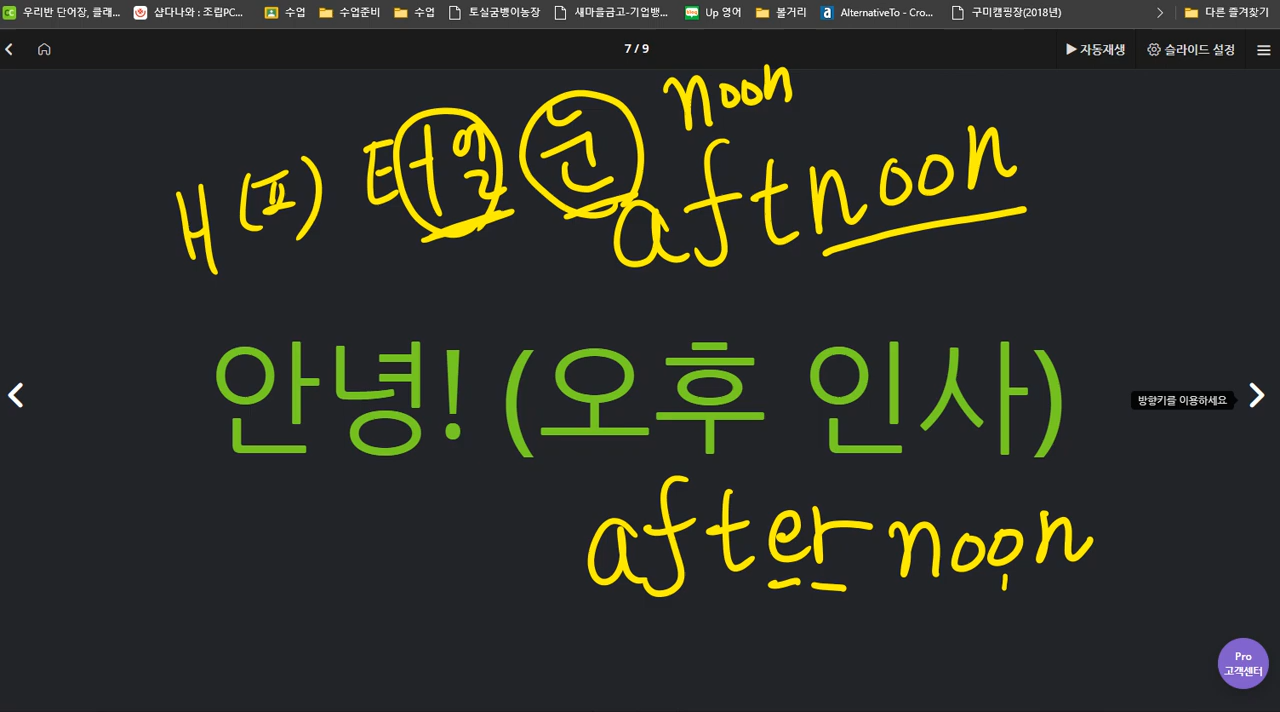 우리반 단어장, 클래... 샵다나와 : 조립PC... 수업 수업준비 수업 토실굼벵이농장 새마을금고-기업뱅... Up 영어 볼거리 AlternativeTo - Cro... 구미캠핑장(2018년) 다른 즐겨찾기
7 / 9 자동재생 슬라이드 설정
noon
(프) 눈 aftnoon
안녕! (오후 인사)
방향키를 이용하세요
afternoon
Pro
고객센터